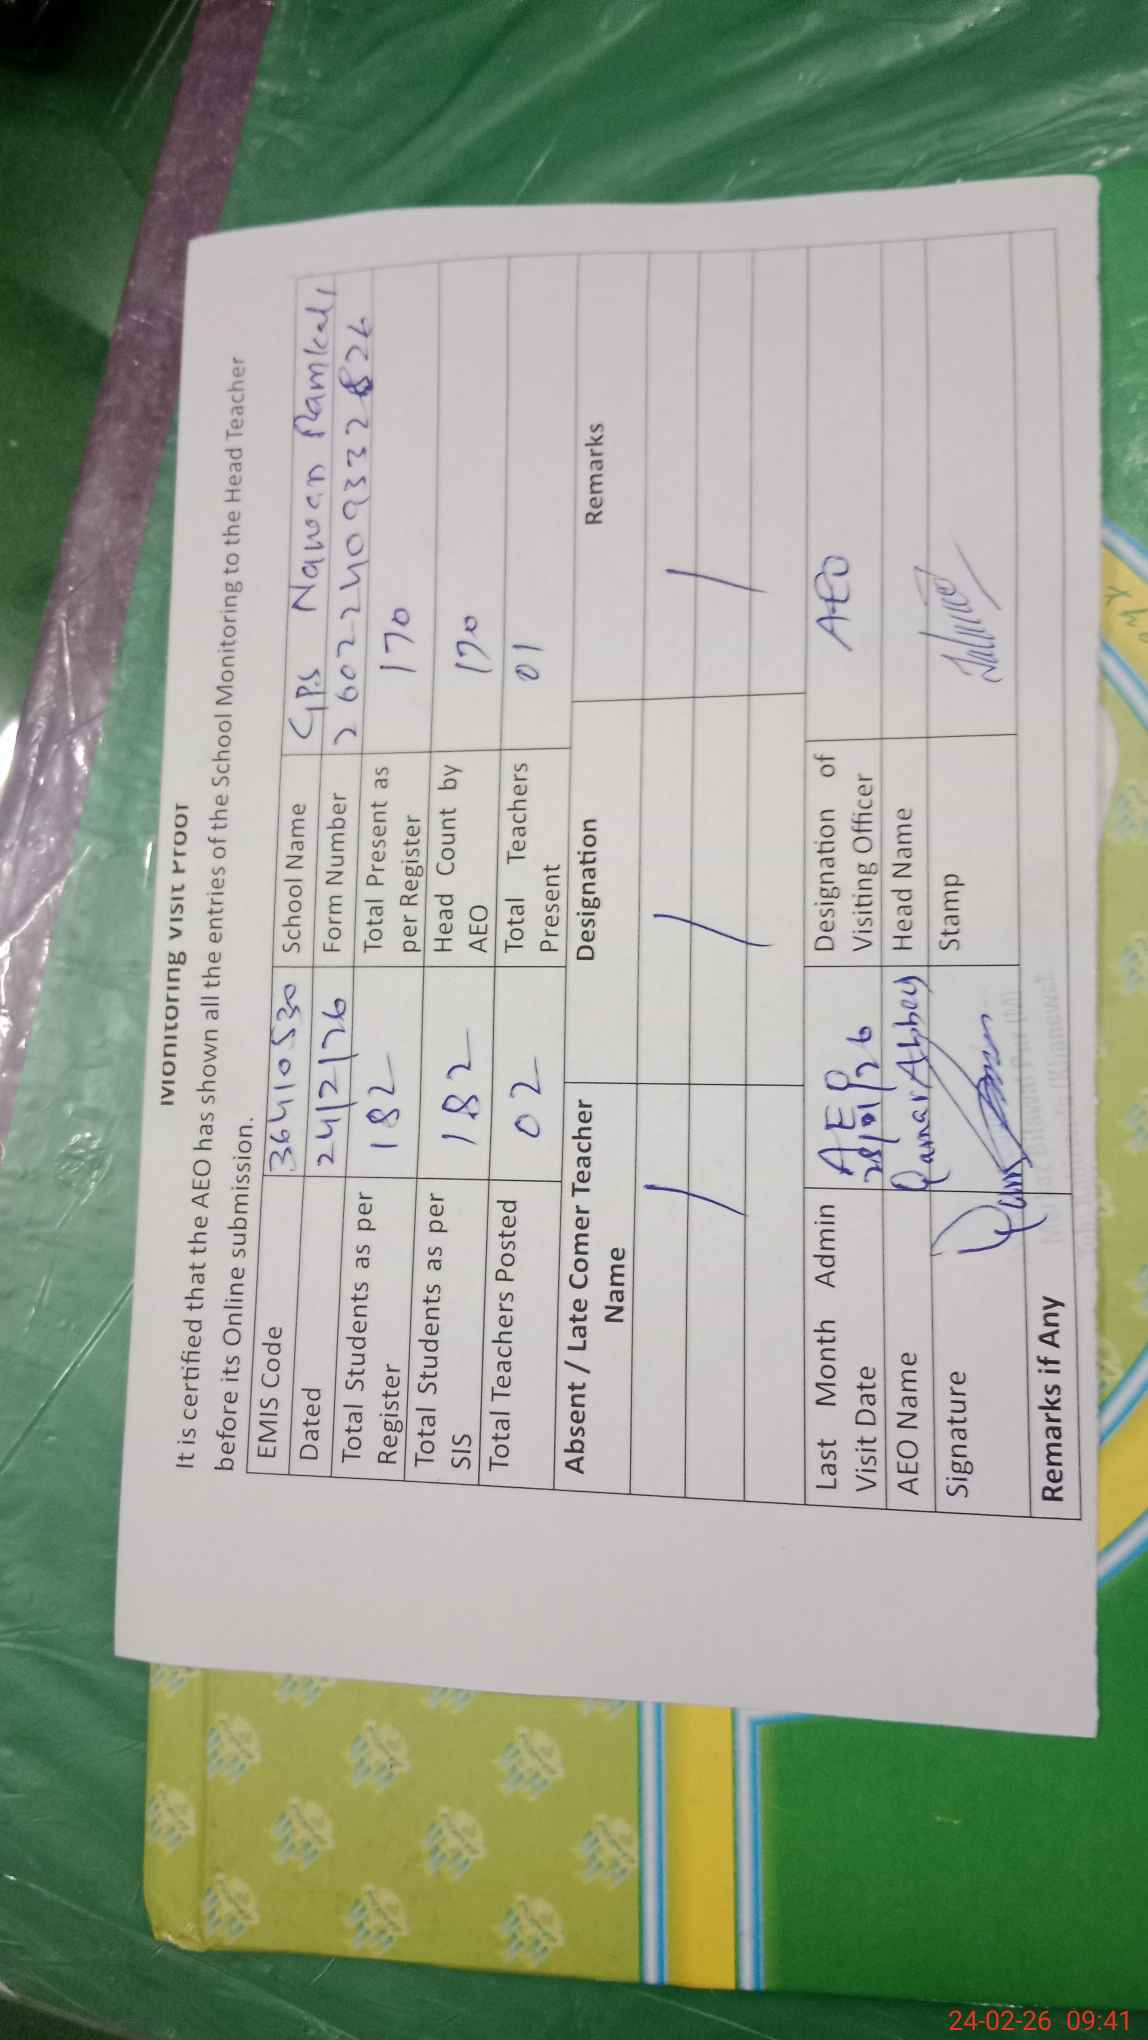 Monitoring Visit Proof
It is certified that the AEO has shown all the entries of the School Monitoring to the Head Teacher
before its Online submission.
EMIS Code 36410530 School Name GPS Nawan Ramkali
Dated 24/2/26 Form Number
Total Students as per Register 182 Total Present as per Register 170
Total Students as per SIS 182 Head Count by AEO 170
Total Teachers Posted 02 Total Teachers Present 01
Absent / Late Comer Teacher Name Designation Remarks
/ / /
Last Month Admin Visit Date AEO Designation of Visiting Officer AEO
AEO Name Qamar Abbas Head Name
Signature Stamp
Remarks if Any
24-02-26 09:41